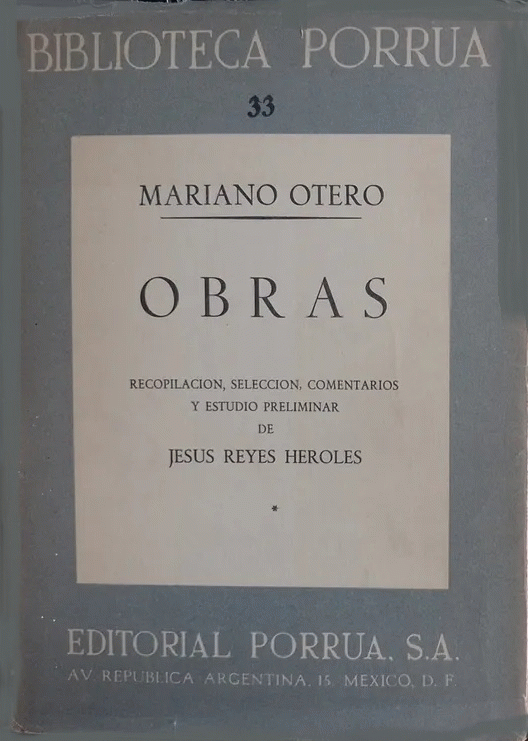 BIBLIOTECA PORRUA
33
MARIANO OTERO
OBRAS
RECOPILACION, SELECCION, COMENTARIOS
Y ESTUDIO PRELIMINAR
DE
JESUS REYES HEROLES
*
EDITORIAL PORRUA, S.A.
AV REPUBLICA ARGENTINA, 15, MEXICO, D. F.